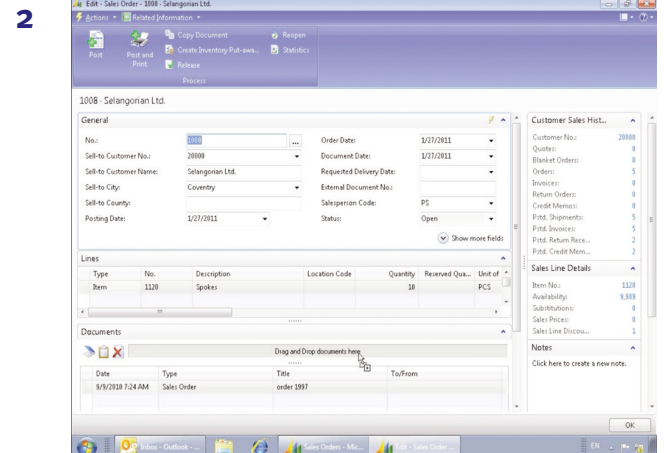 2
Edit - Sales Order - 1008 - Selangorian Ltd.
Actions Related Information
Post
Post and Print
Copy Document
Create Inventory Put-awa...
Release
Reopen
Statistics
Process
1008 · Selangorian Ltd.
General
No.: 1008 ... Order Date: 1/27/2011
Sell-to Customer No.: 20000 Document Date: 1/27/2011
Sell-to Customer Name: Selangorian Ltd. Requested Delivery Date:
Sell-to City: Coventry External Document No.:
Sell-to County: Salesperson Code: PS
Posting Date: 1/27/2011 Status: Open
Show more fields
Lines
Type No. Description Location Code Quantity Reserved Qua... Unit of
Item 1120 Spokes 10 PCS
Documents
Drag and Drop documents here
Date Type Title To/From
9/9/2010 7:24 AM Sales Order order 1997
Customer Sales Hist...
Customer No.: 20000
Quotes: 0
Blanket Orders: 0
Orders: 5
Invoices: 0
Return Orders: 0
Credit Memos: 0
Pstd. Shipments: 5
Pstd. Invoices: 5
Pstd. Return Rece... 2
Pstd. Credit Mem... 2
Sales Line Details
Item No.: 1120
Availability: 9,989
Substitutions: 0
Sales Prices: 0
Sales Line Discou... 1
Notes
Click here to create a new note.
OK
Inbox - Outlook - ...
Sales Orders - Mic...
Edit - Sales Order ...
EN